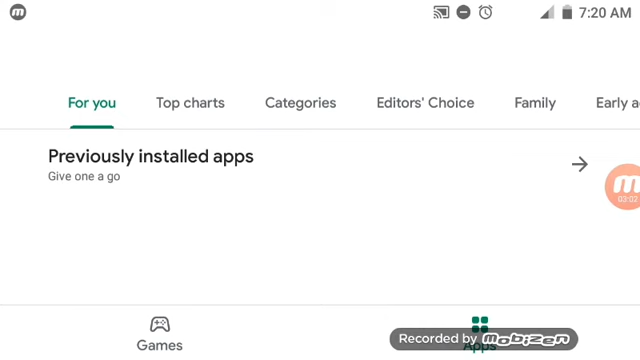 7:20 AM
For you Top charts Categories Editors' Choice Family Early a
Previously installed apps
Give one a go
03:02
Games
Apps
Recorded by mobizen